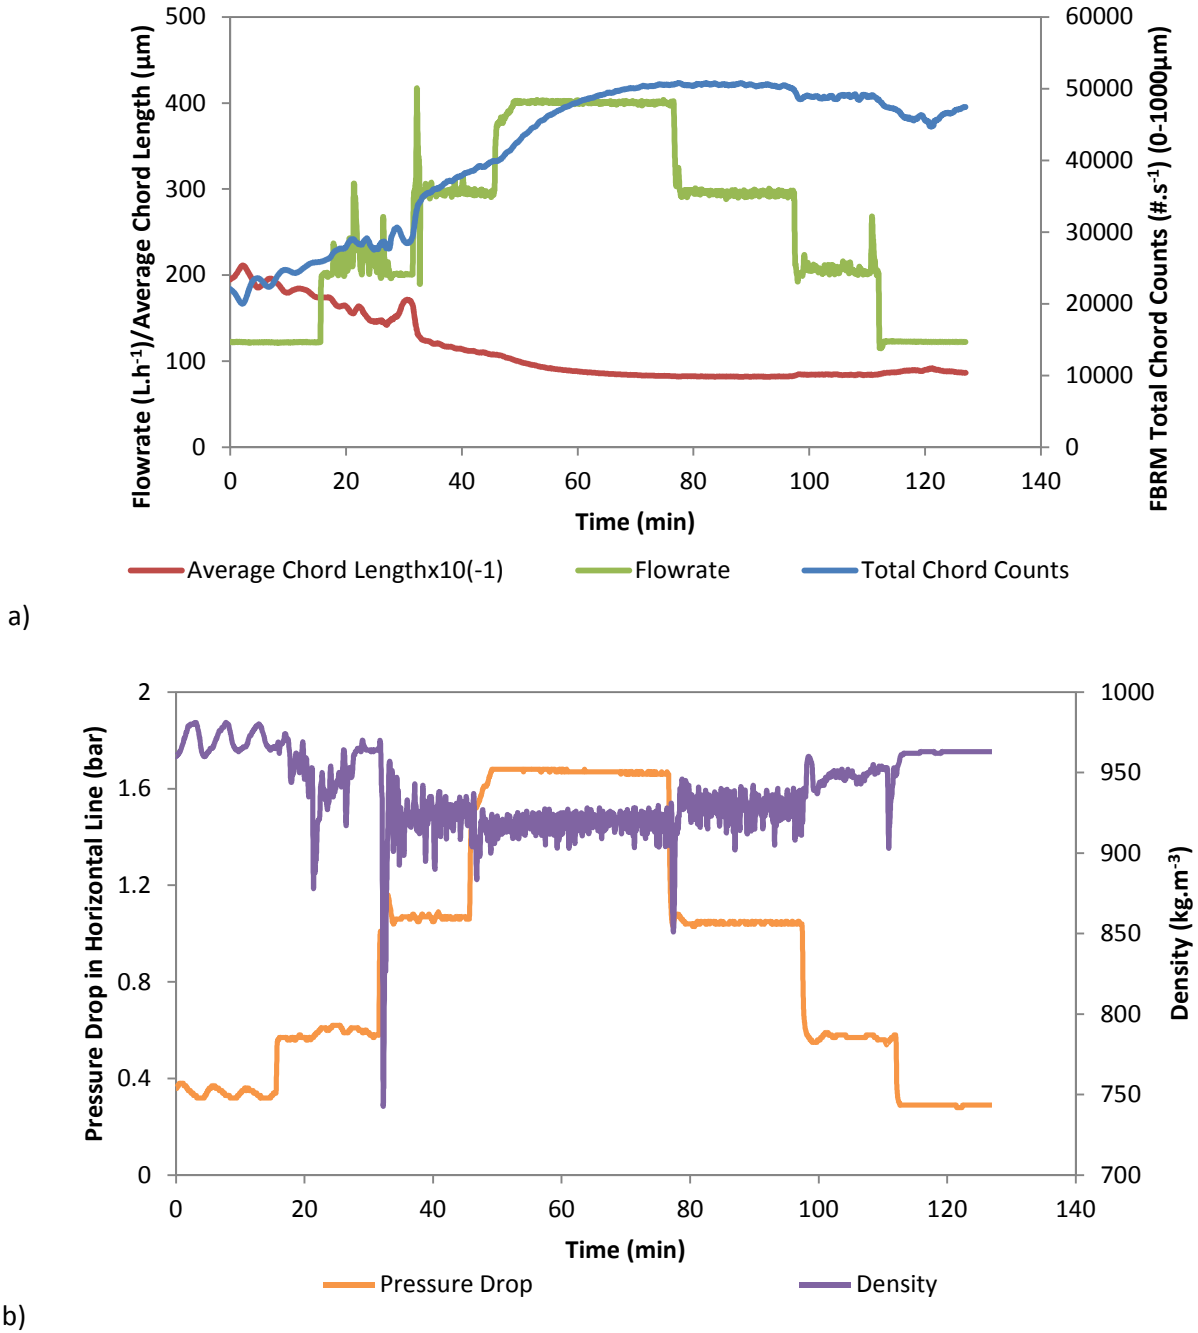 Flowrate (L.h-1)/Average Chord Length (µm)
500
400
300
200
100
0
60000
50000
40000
30000
20000
10000
0
FBRM Total Chord Counts (#.s-1) (0-1000µm)
0 20 40 60 80 100 120 140
Time (min)
Average Chord Lengthx10(-1) Flowrate Total Chord Counts
a)
Pressure Drop in Horizontal Line (bar)
2
1.6
1.2
0.8
0.4
0
1000
950
900
850
800
750
700
Density (kg.m-3)
0 20 40 60 80 100 120 140
Time (min)
Pressure Drop Density
b)